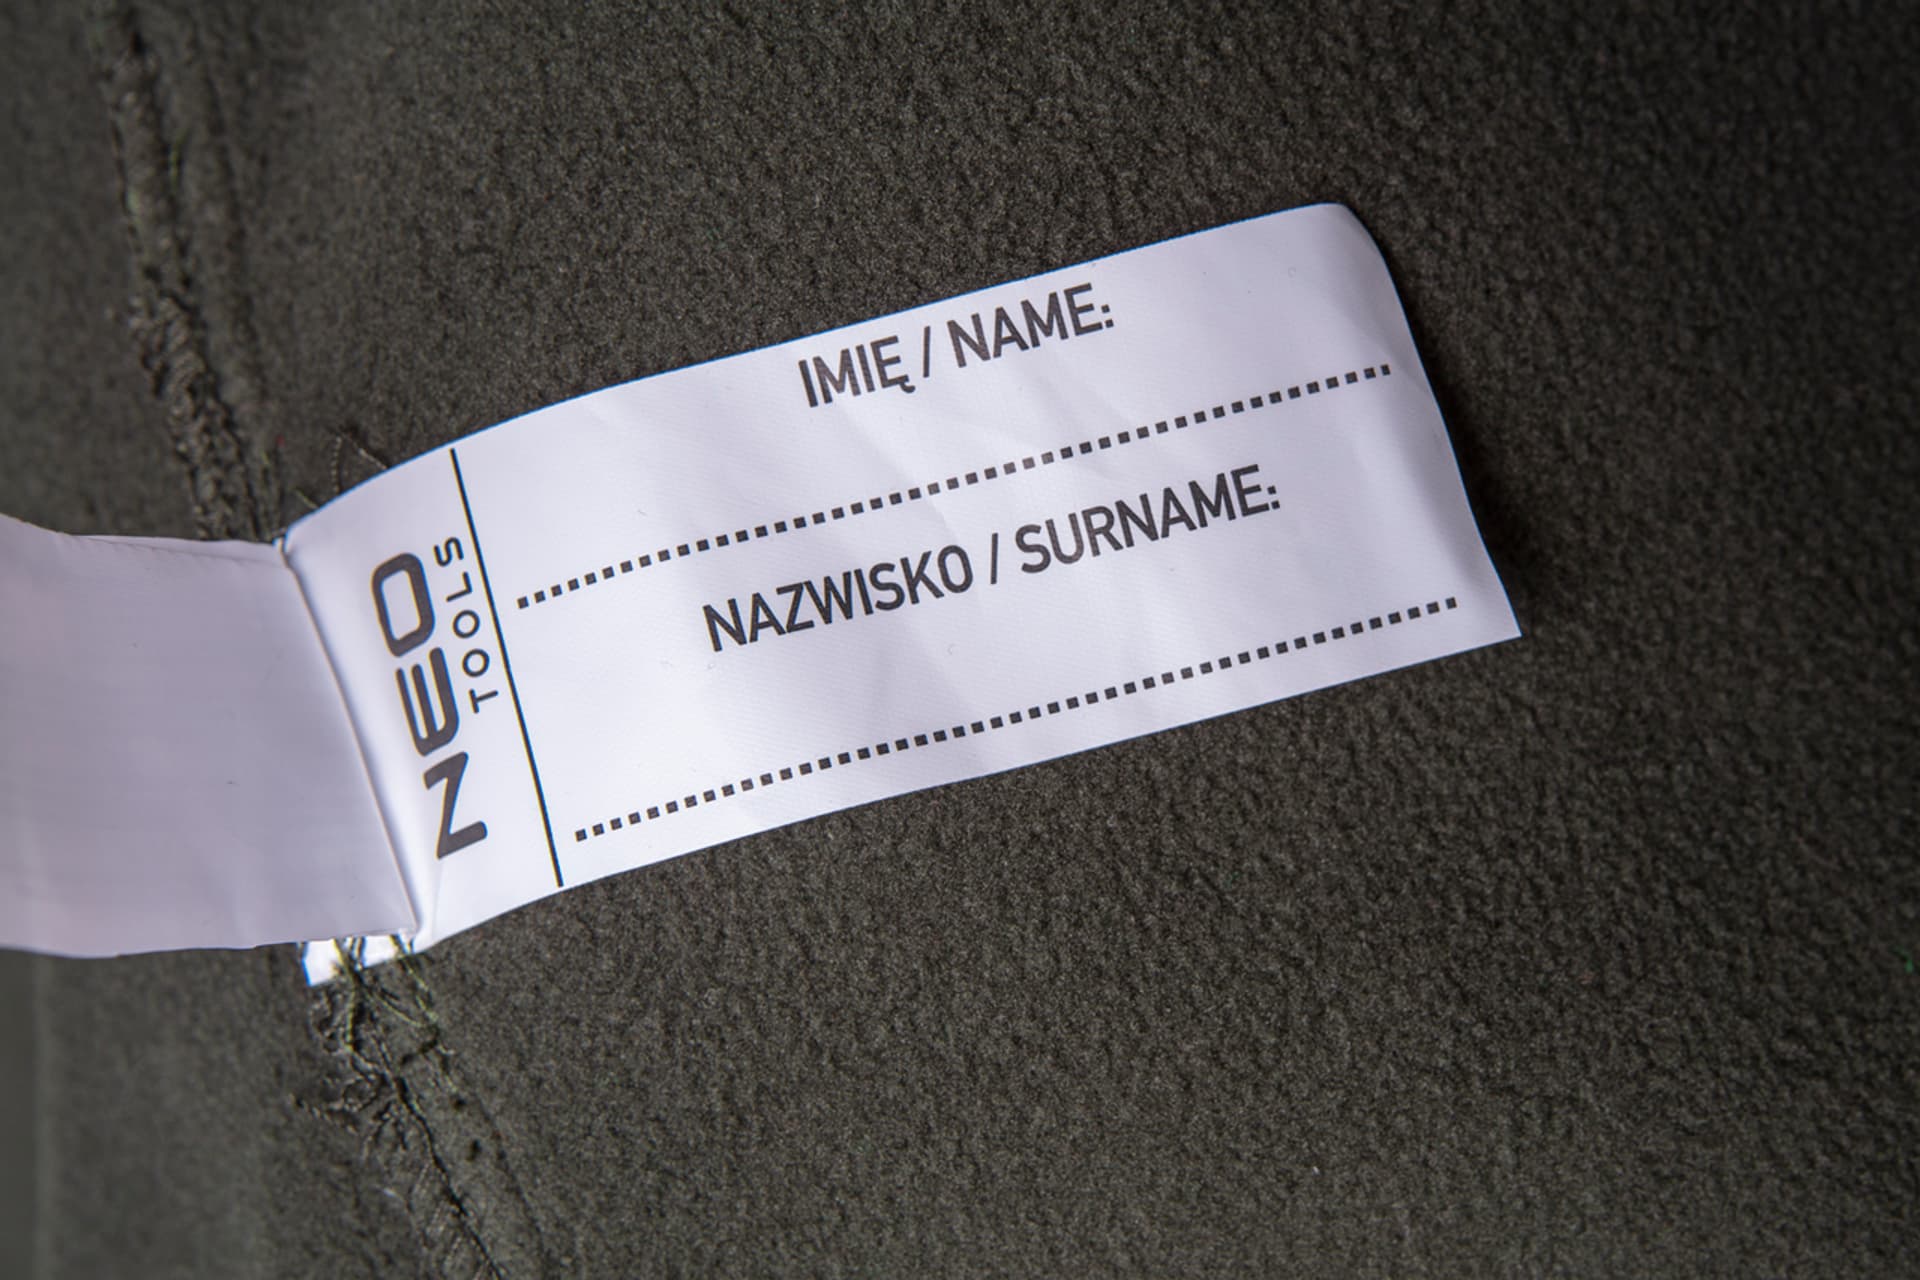 IMIĘ / NAME:
NAZWISKO / SURNAME:
NEO
TOOLS